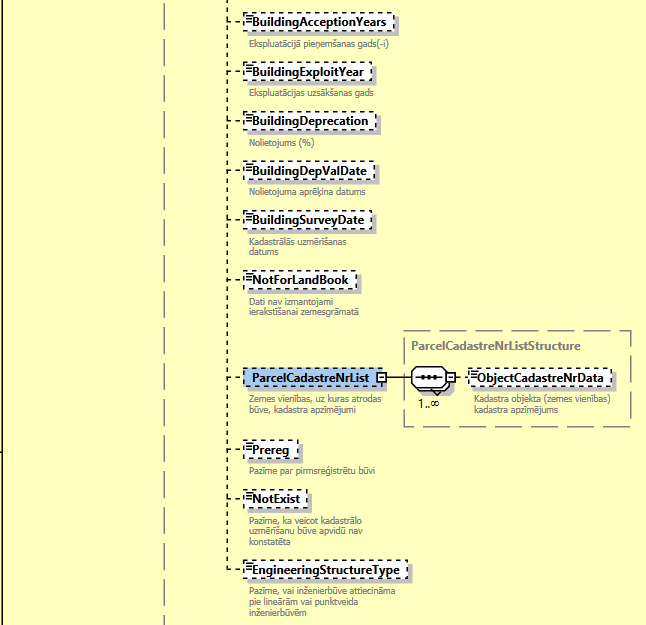 BuildingAcceptionYears
Ekspluatācijā pieņemšanas gads(-i)
BuildingExploitYear
Ekspluatācijas uzsākšanas gads
BuildingDeprecation
Nolietojums (%)
BuildingDepValDate
Nolietojuma aprēķina datums
BuildingSurveyDate
Kadastrālās uzmērīšanas
datums
NotForLandBook
Dati nav izmantojami
ierakstīšanai zemesgrāmatā
ParcelCadastreNrListStructure
ParcelCadastreNrList
Zemes vienības, uz kuras atrodas
būve, kadastra apzīmējumi
1..∞
ObjectCadastreNrData
Kadastra objekta (zemes vienības)
kadastra apzīmējums
Prereg
Pazīme par pirmsreģistrētu būvi
NotExist
Pazīme, ka veicot kadastrālo
uzmērīšanu būve apvidū nav
konstatēta
EngineeringStructureType
Pazīme, vai inženierbūve attiecināma
pie lineārām vai punktveida
inženierbūvēm